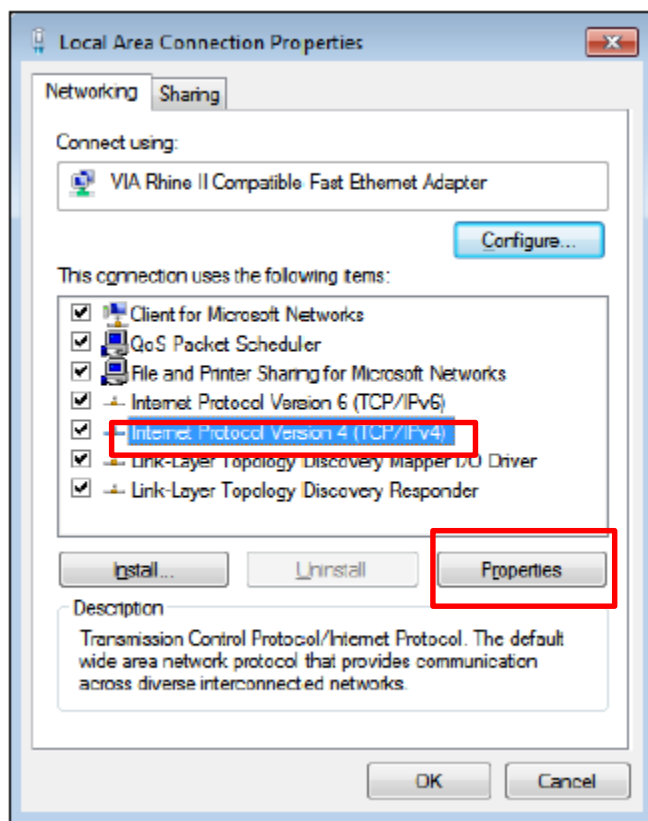 Local Area Connection Properties
Networking
Sharing
Connect using:
VIA Rhine II Compatible Fast Ethernet Adapter
Configure...
This connection uses the following items:
Client for Microsoft Networks
QoS Packet Scheduler
File and Printer Sharing for Microsoft Networks
Internet Protocol Version 6 (TCP/IPv6)
Internet Protocol Version 4 (TCP/IPv4)
Link-Layer Topology Discovery Mapper I/O Driver
Link-Layer Topology Discovery Responder
Install...
Uninstall
Properties
Description
Transmission Control Protocol/Internet Protocol. The default
wide area network protocol that provides communication
across diverse interconnected networks.
OK
Cancel